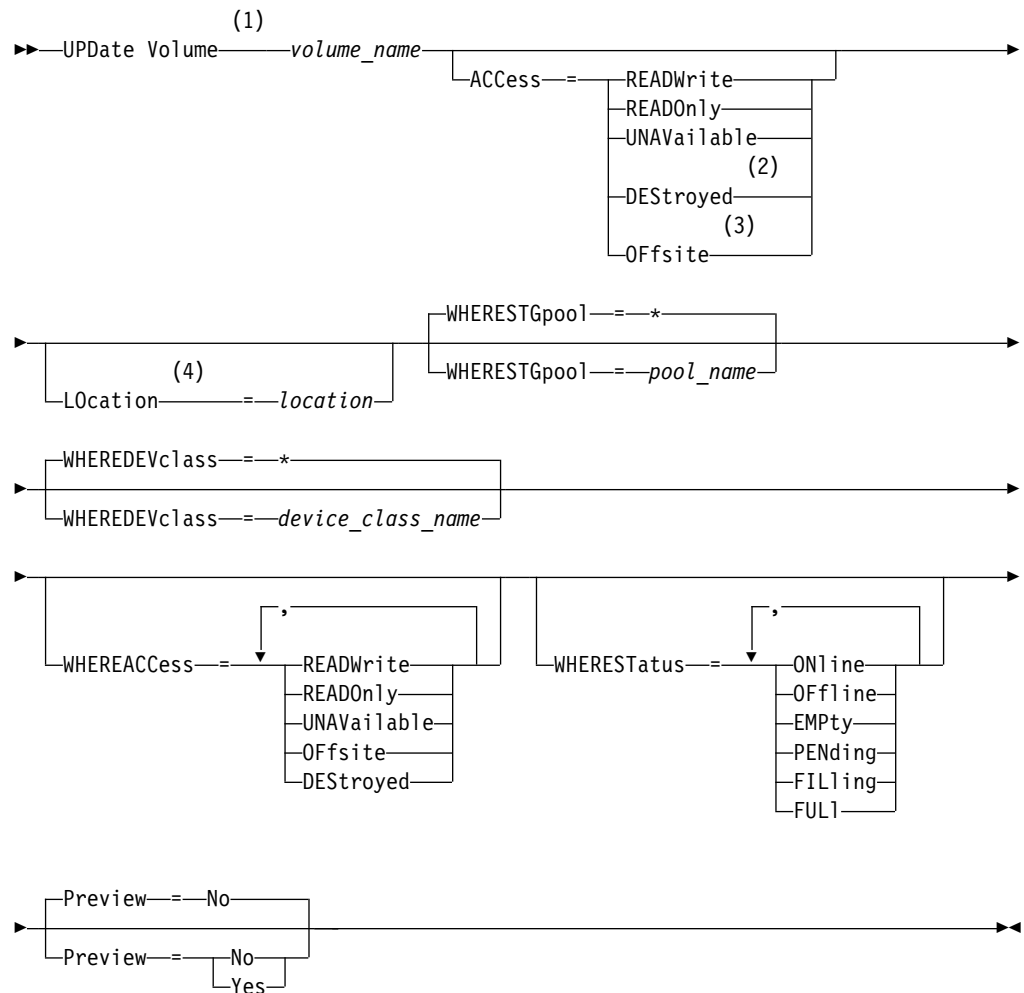 (1)
UPDate Volume volume_name
ACCess = READWrite
READOnly
UNAVailable
(2)
DEStroyed
(3)
OFfsite
WHERESTGpool = *
(4)
LOcation = location
WHERESTGpool = pool_name
WHEREDEVclass = *
WHEREDEVclass = device_class_name
,
WHEREACCess = READWrite
READOnly
UNAVailable
OFfsite
DEStroyed
,
WHERESTatus = ONline
OFfline
EMPty
PENding
FILling
FULl
Preview = No
Preview = No
Yes